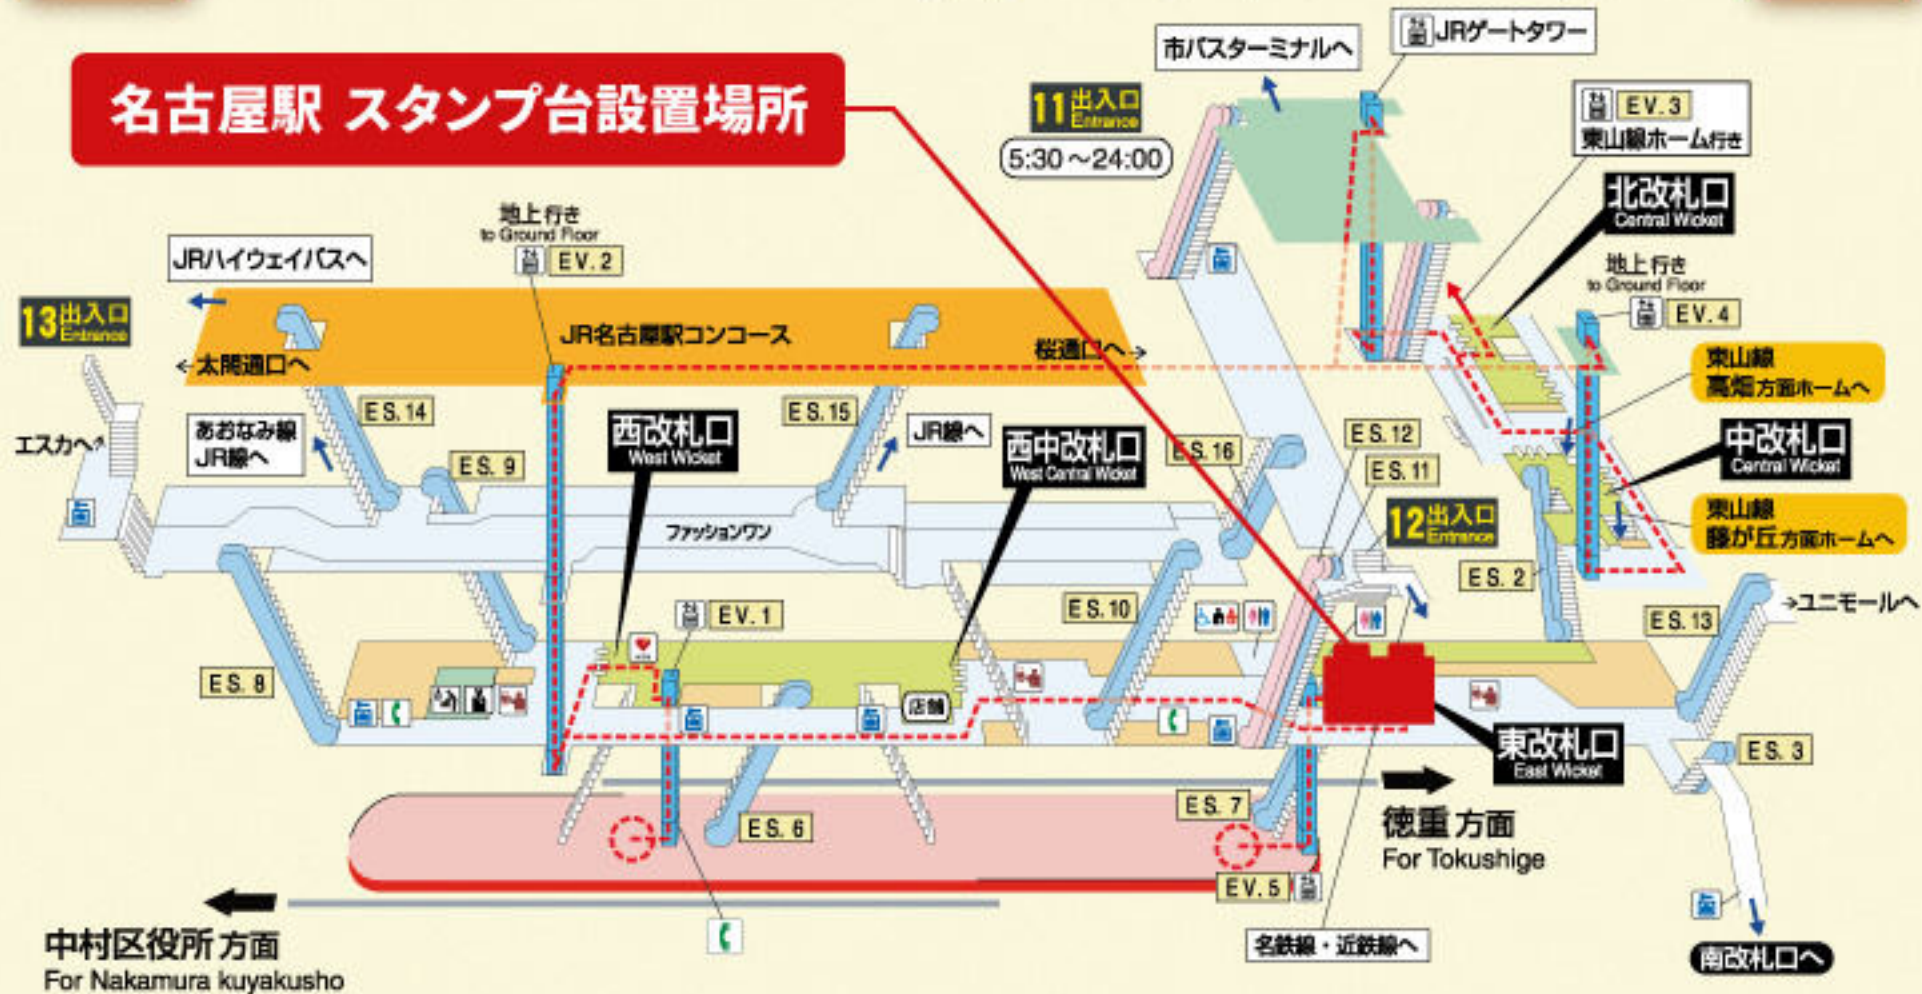 市バスターミナルへ
JRゲートタワー
名古屋駅 スタンプ台設置場所
11 出入口
Entrance
5:30～24:00
EV.3
東山線ホーム行き
北改札口
Central Wicket
地上行き
to Ground Floor
EV.2
JRハイウェイバスへ
地上行き
to Ground Floor
EV.4
13 出入口
Entrance
JR名古屋駅コンコース
←太閤通口へ
桜通口へ→
東山線
高畑方面ホームへ
ES.14
ES.15
エスカへ
あおなみ線
JR線へ
ES.9
西改札口
West Wicket
JR線へ
西中改札口
West Central Wicket
ES.16
ES.12
ES.11
中改札口
Central Wicket
12 出入口
Entrance
東山線
藤が丘方面ホームへ
ファッションワン
ES.2
ES.10
EV.1
ES.13
→ユニモールへ
ES.8
店舗
東改札口
East Wicket
ES.3
ES.6
ES.7
徳重方面
For Tokushige
EV.5
中村区役所方面
For Nakamura kuyakusho
名鉄線・近鉄線へ
南改札口へ